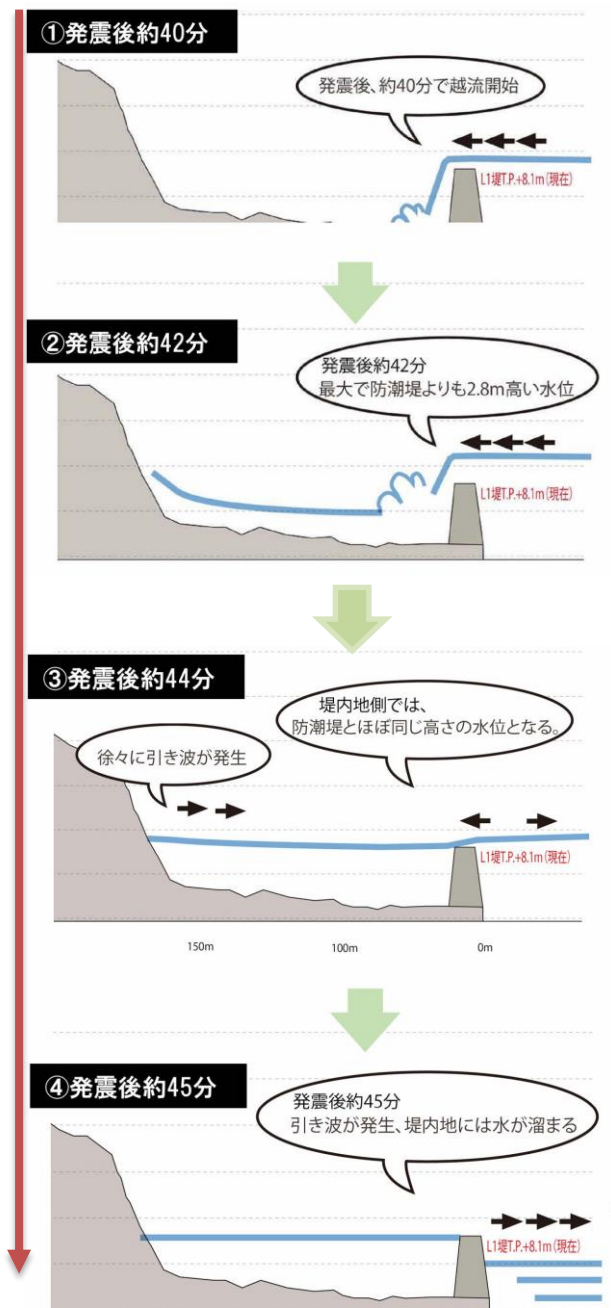 ①発震後約40分
発震後、約40分で越流開始
L1堤T.P.+8.1m(現在)
②発震後約42分
発震後約42分
最大で防潮堤よりも2.8m高い水位
L1堤T.P.+8.1m(現在)
③発震後約44分
堤内地側では、
防潮堤とほぼ同じ高さの水位となる。
徐々に引き波が発生
L1堤T.P.+8.1m(現在)
150m 100m 0m
④発震後約45分
発震後約45分
引き波が発生、堤内地には水が溜まる
L1堤T.P.+8.1m(現在)